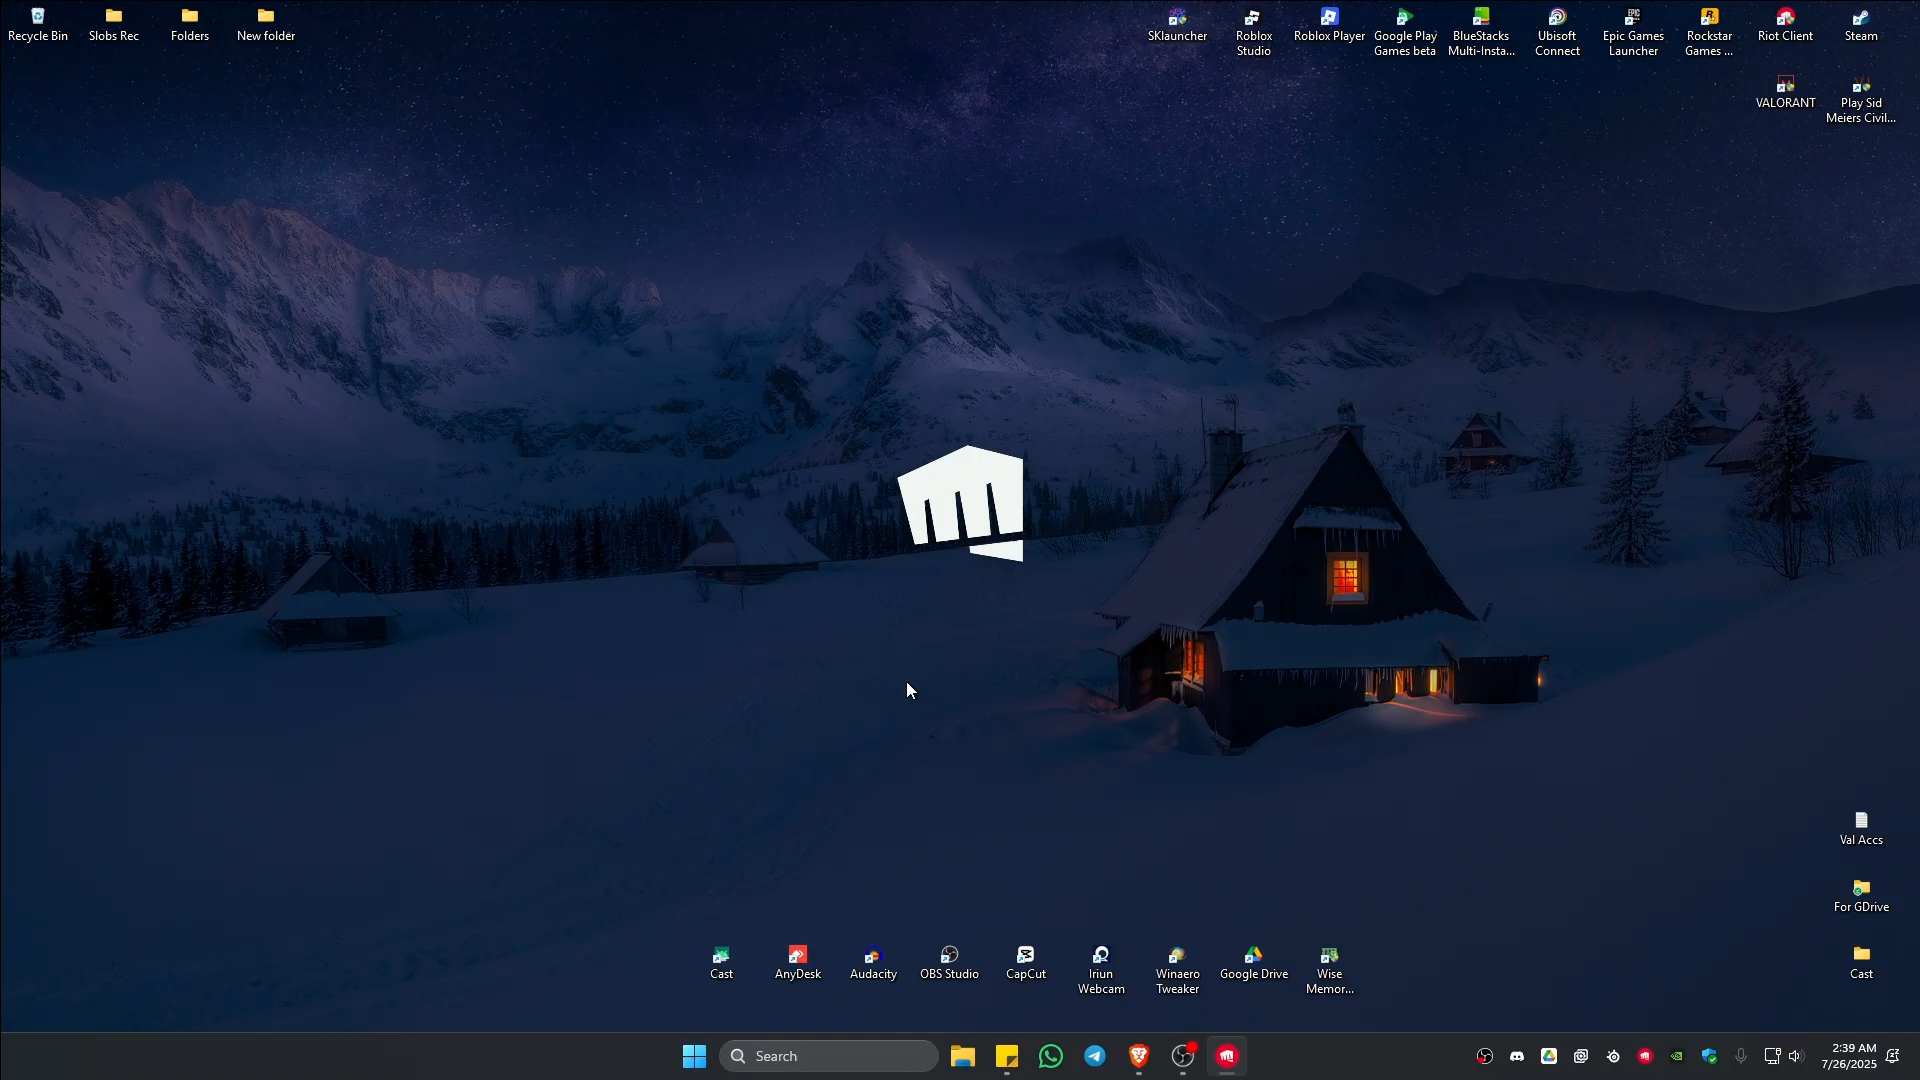 Recycle Bin
Slobs Rec
Folders
New folder
SKlauncher
Roblox
Studio
Roblox Player
Google Play
Games beta
BlueStacks
Multi-Insta...
Ubisoft
Connect
Epic Games
Launcher
Rockstar
Games ...
Riot Client
Steam
VALORANT
Play Sid
Meiers Civil...
Val Accs
For GDrive
Cast
AnyDesk
Audacity
OBS Studio
CapCut
Iriun
Webcam
Winaero
Tweaker
Google Drive
Wise
Memor...
Cast
Search
2:39 AM
7/26/2025